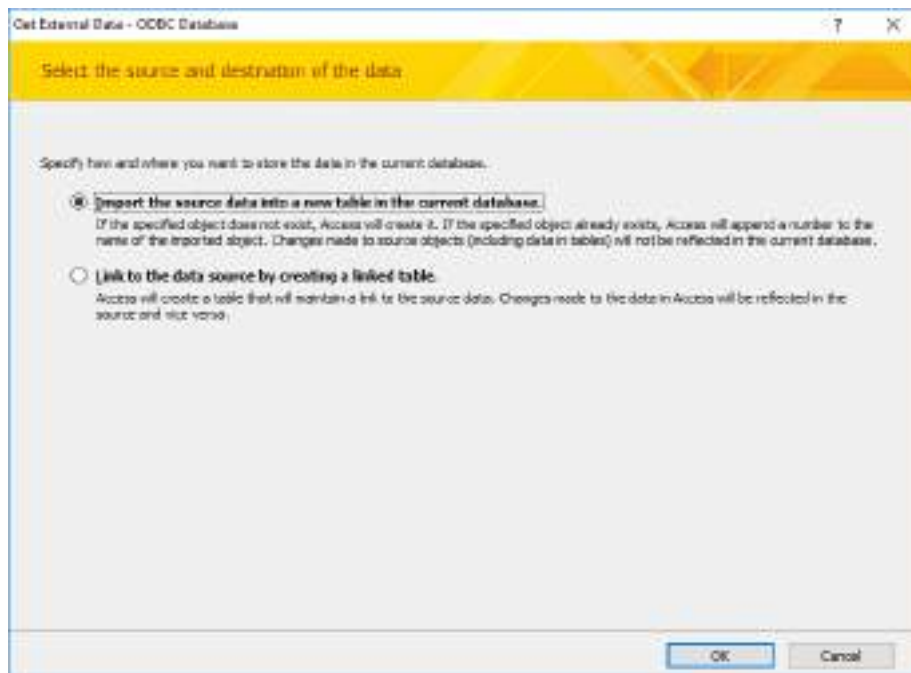 Get External Data - ODBC Database
? ×
Select the source and destination of the data
Specify how and where you want to store the data in the current database.
Import the source data into a new table in the current database.
If the specified object does not exist, Access will create it. If the specified object already exists, Access will append a number to the
name of the imported object. Changes made to source objects (including data in tables) will not be reflected in the current database.
Link to the data source by creating a linked table.
Access will create a table that will maintain a link to the source data. Changes made to the data in Access will be reflected in the
source and vice versa.
OK Cancel